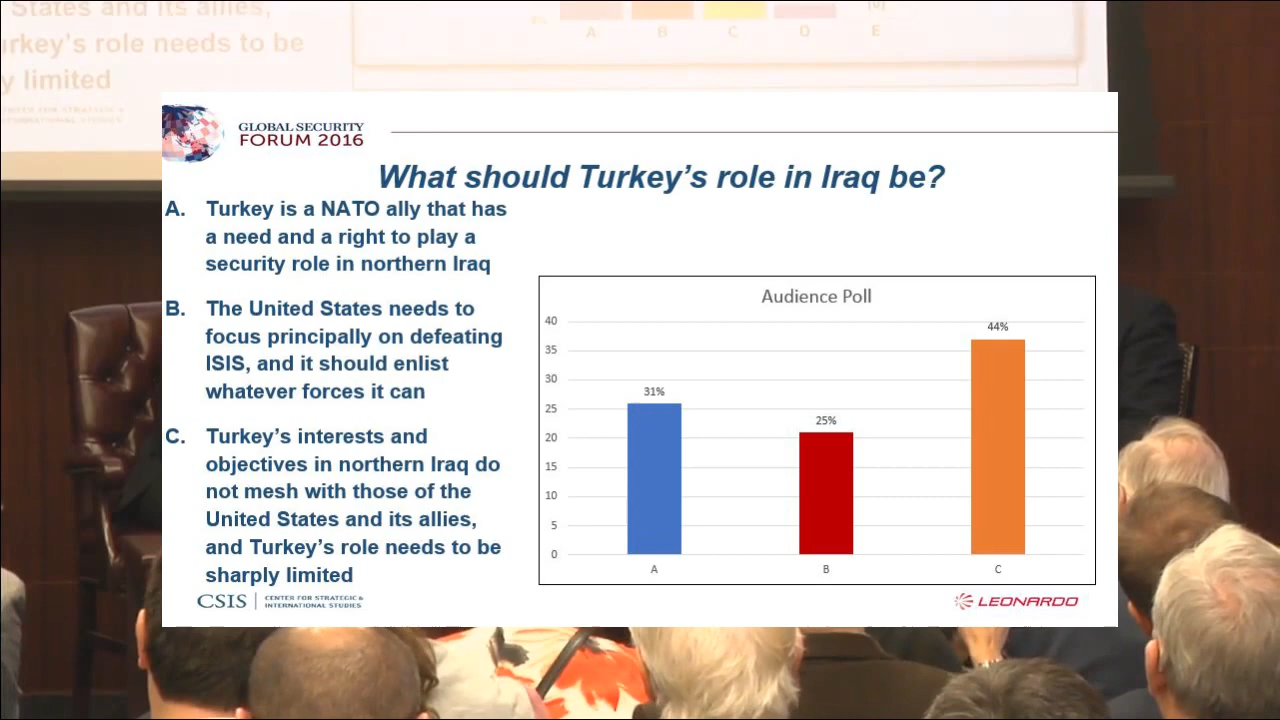 States and its allies,
urkey's role needs to be
y limited
A B C D E
GLOBAL SECURITY
FORUM 2016
What should Turkey's role in Iraq be?
A. Turkey is a NATO ally that has
a need and a right to play a
security role in northern Iraq
B. The United States needs to
focus principally on defeating
ISIS, and it should enlist
whatever forces it can
C. Turkey's interests and
objectives in northern Iraq do
not mesh with those of the
United States and its allies,
and Turkey's role needs to be
sharply limited
Audience Poll
40
35
30
25
20
15
10
5
0
31%
25%
44%
A B C
CSIS
CENTER FOR STRATEGIC &
INTERNATIONAL STUDIES
LEONARDO